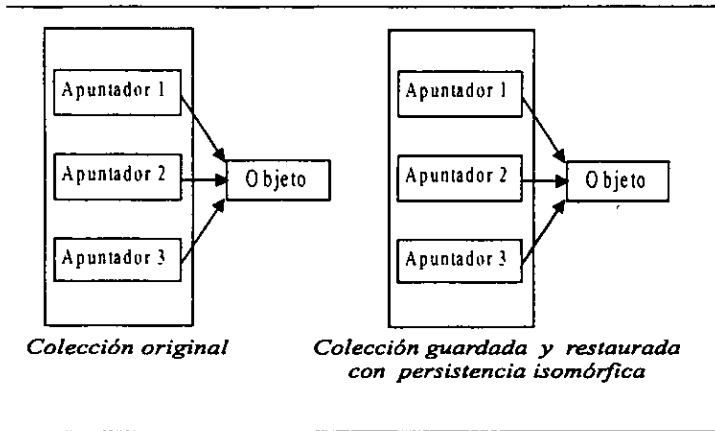 Apuntador 1
Apuntador 2
Objeto
Apuntador 3
Colección original
Apuntador 1
Apuntador 2
Objeto
Apuntador 3
Colección guardada y restaurada
con persistencia isomórfica